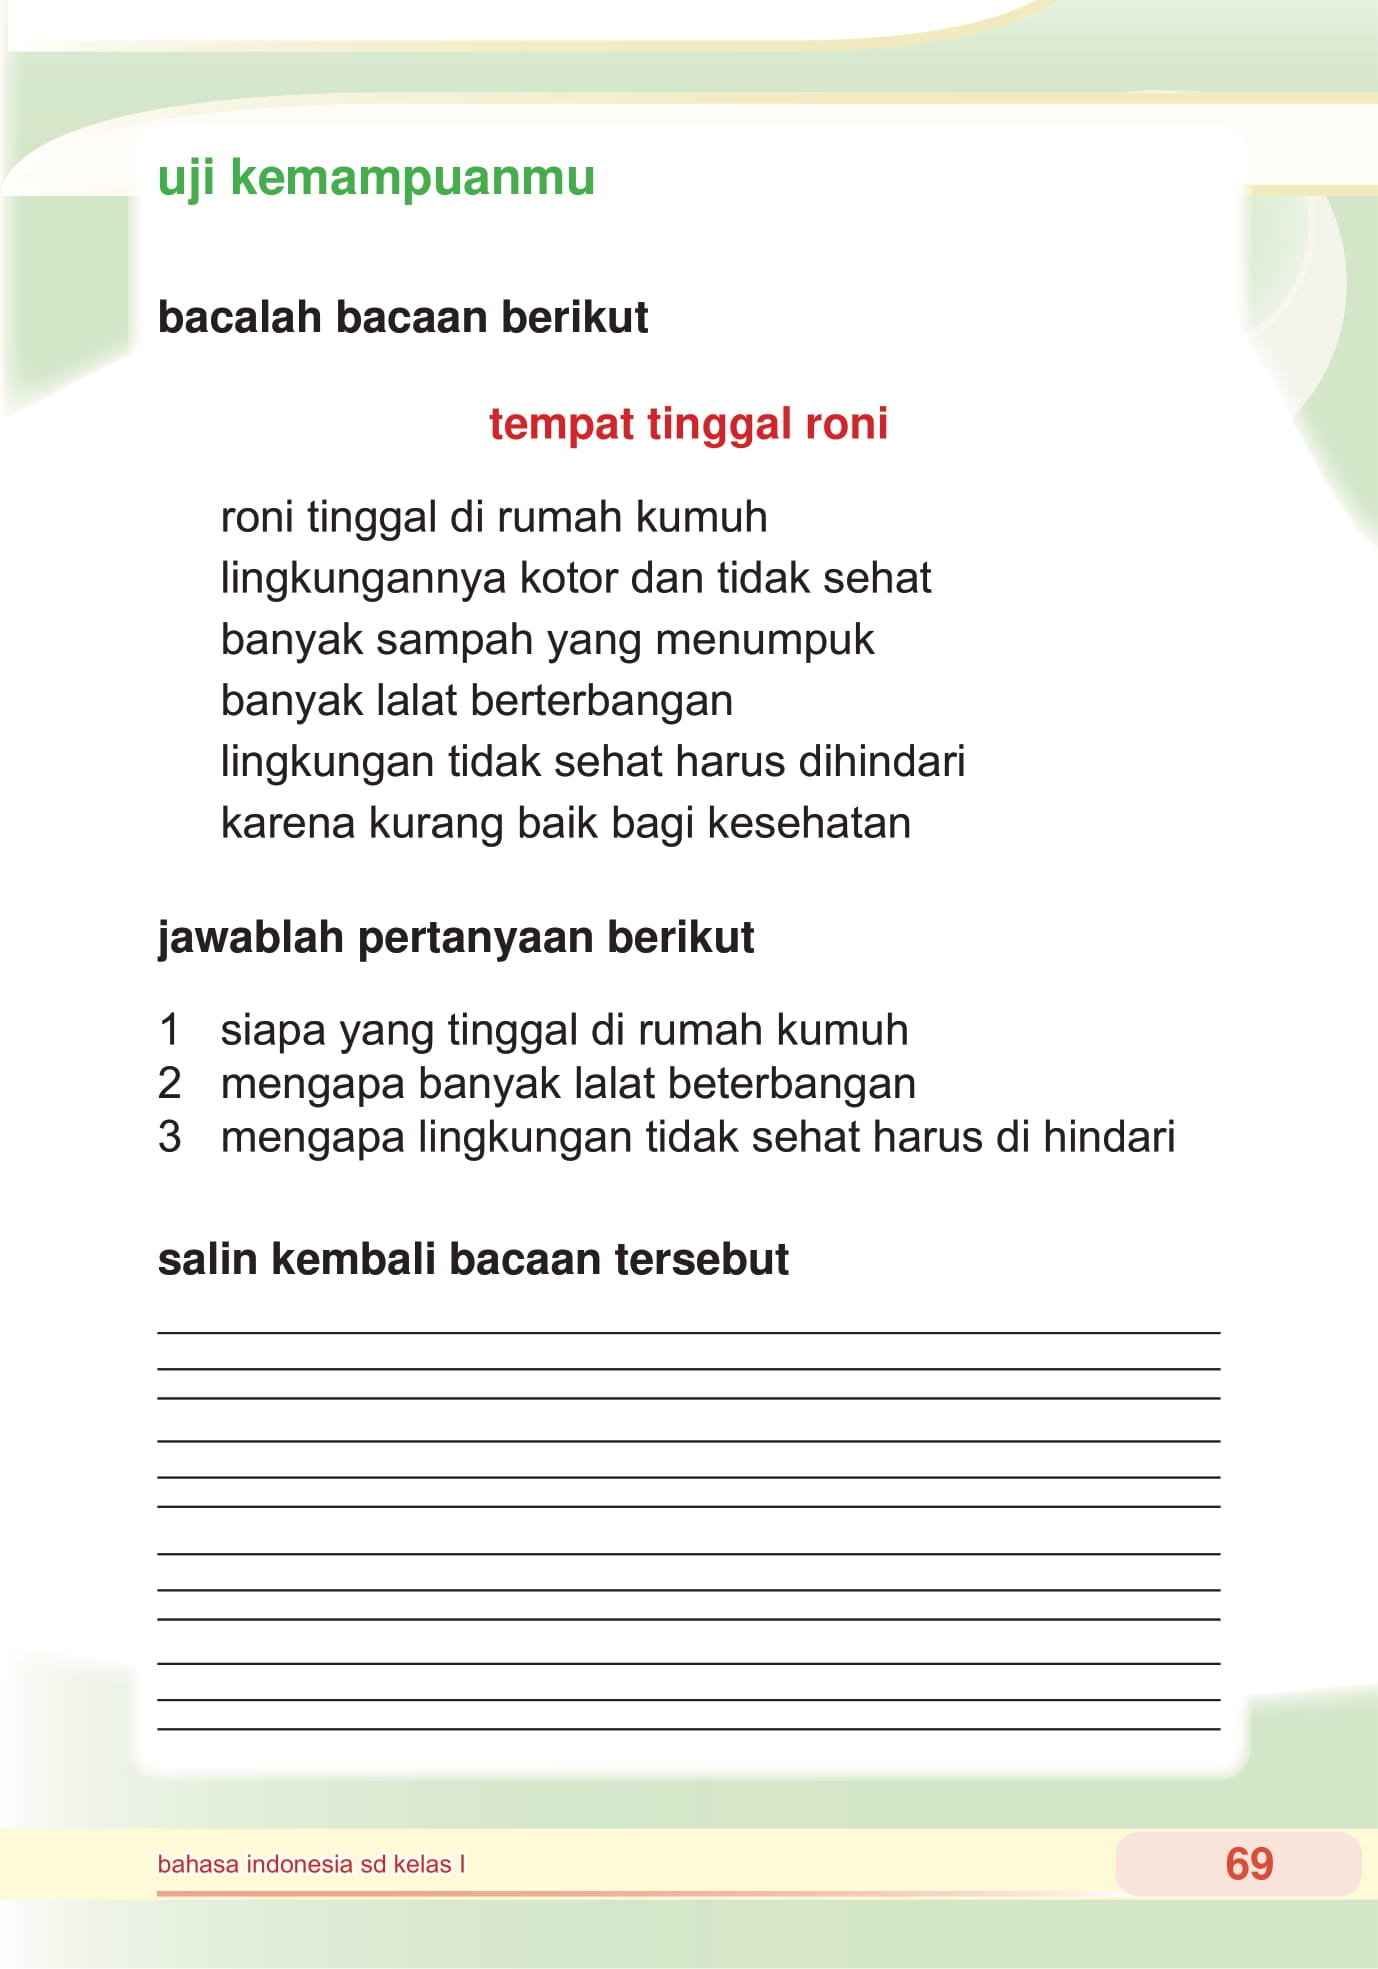 uji kemampuanmu
bacalah bacaan berikut
tempat tinggal roni
roni tinggal di rumah kumuh
lingkungannya kotor dan tidak sehat
banyak sampah yang menumpuk
banyak lalat berterbangan
lingkungan tidak sehat harus dihindari
karena kurang baik bagi kesehatan
jawablah pertanyaan berikut
1 siapa yang tinggal di rumah kumuh
2 mengapa banyak lalat beterbangan
3 mengapa lingkungan tidak sehat harus di hindari
salin kembali bacaan tersebut
bahasa indonesia sd kelas I
69